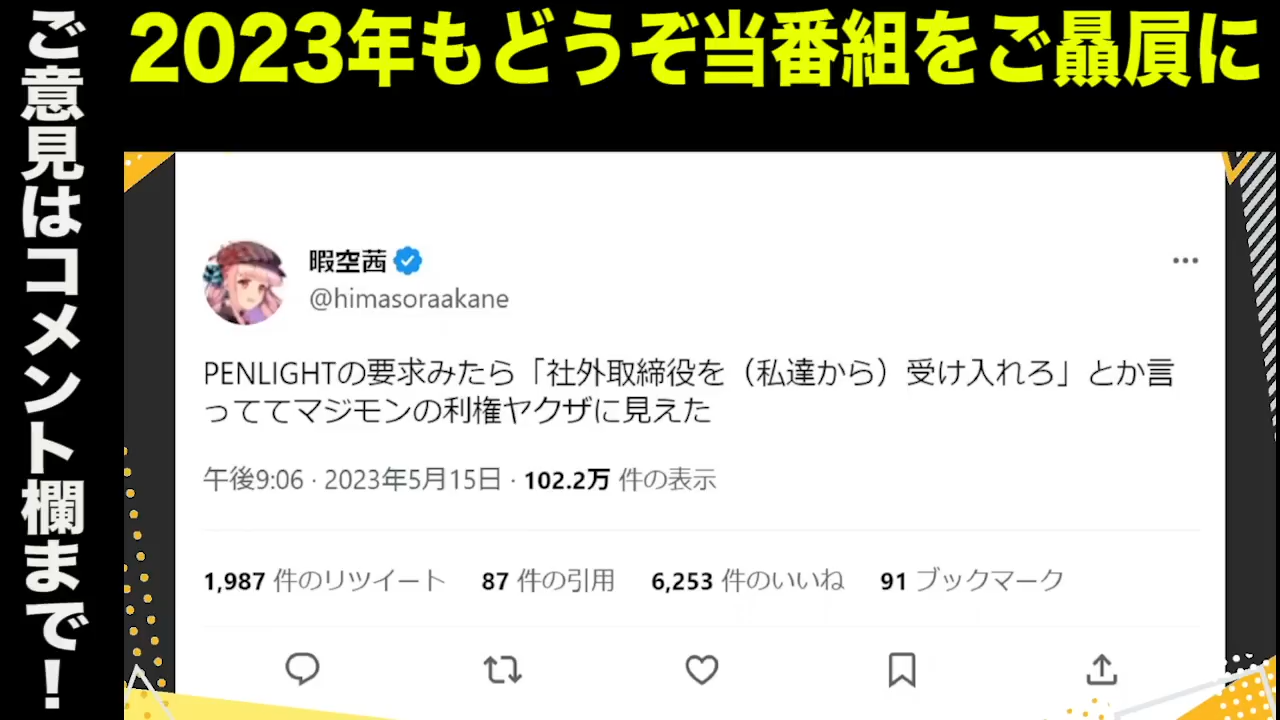 2023年もどうぞ当番組をご贔屓に
ご意見はコメント欄まで！
暇空茜
@himasoraakane
PENLIGHTの要求みたら「社外取締役を（私達から）受け入れろ」とか言
っててマジモンの利権ヤクザに見えた
午後9:06 · 2023年5月15日 · 102.2万 件の表示
1,987 件のリツイート 87 件の引用 6,253 件のいいね 91 ブックマーク